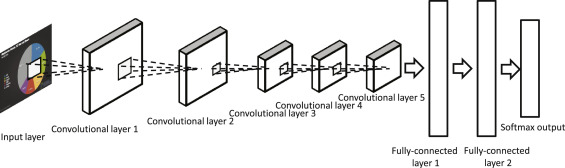 Input layer
Convolutional layer 1
Convolutional layer 2
Convolutional layer 3
Convolutional layer 4
Convolutional layer 5
Fully-connected
layer 1
Fully-connected
layer 2
Softmax output